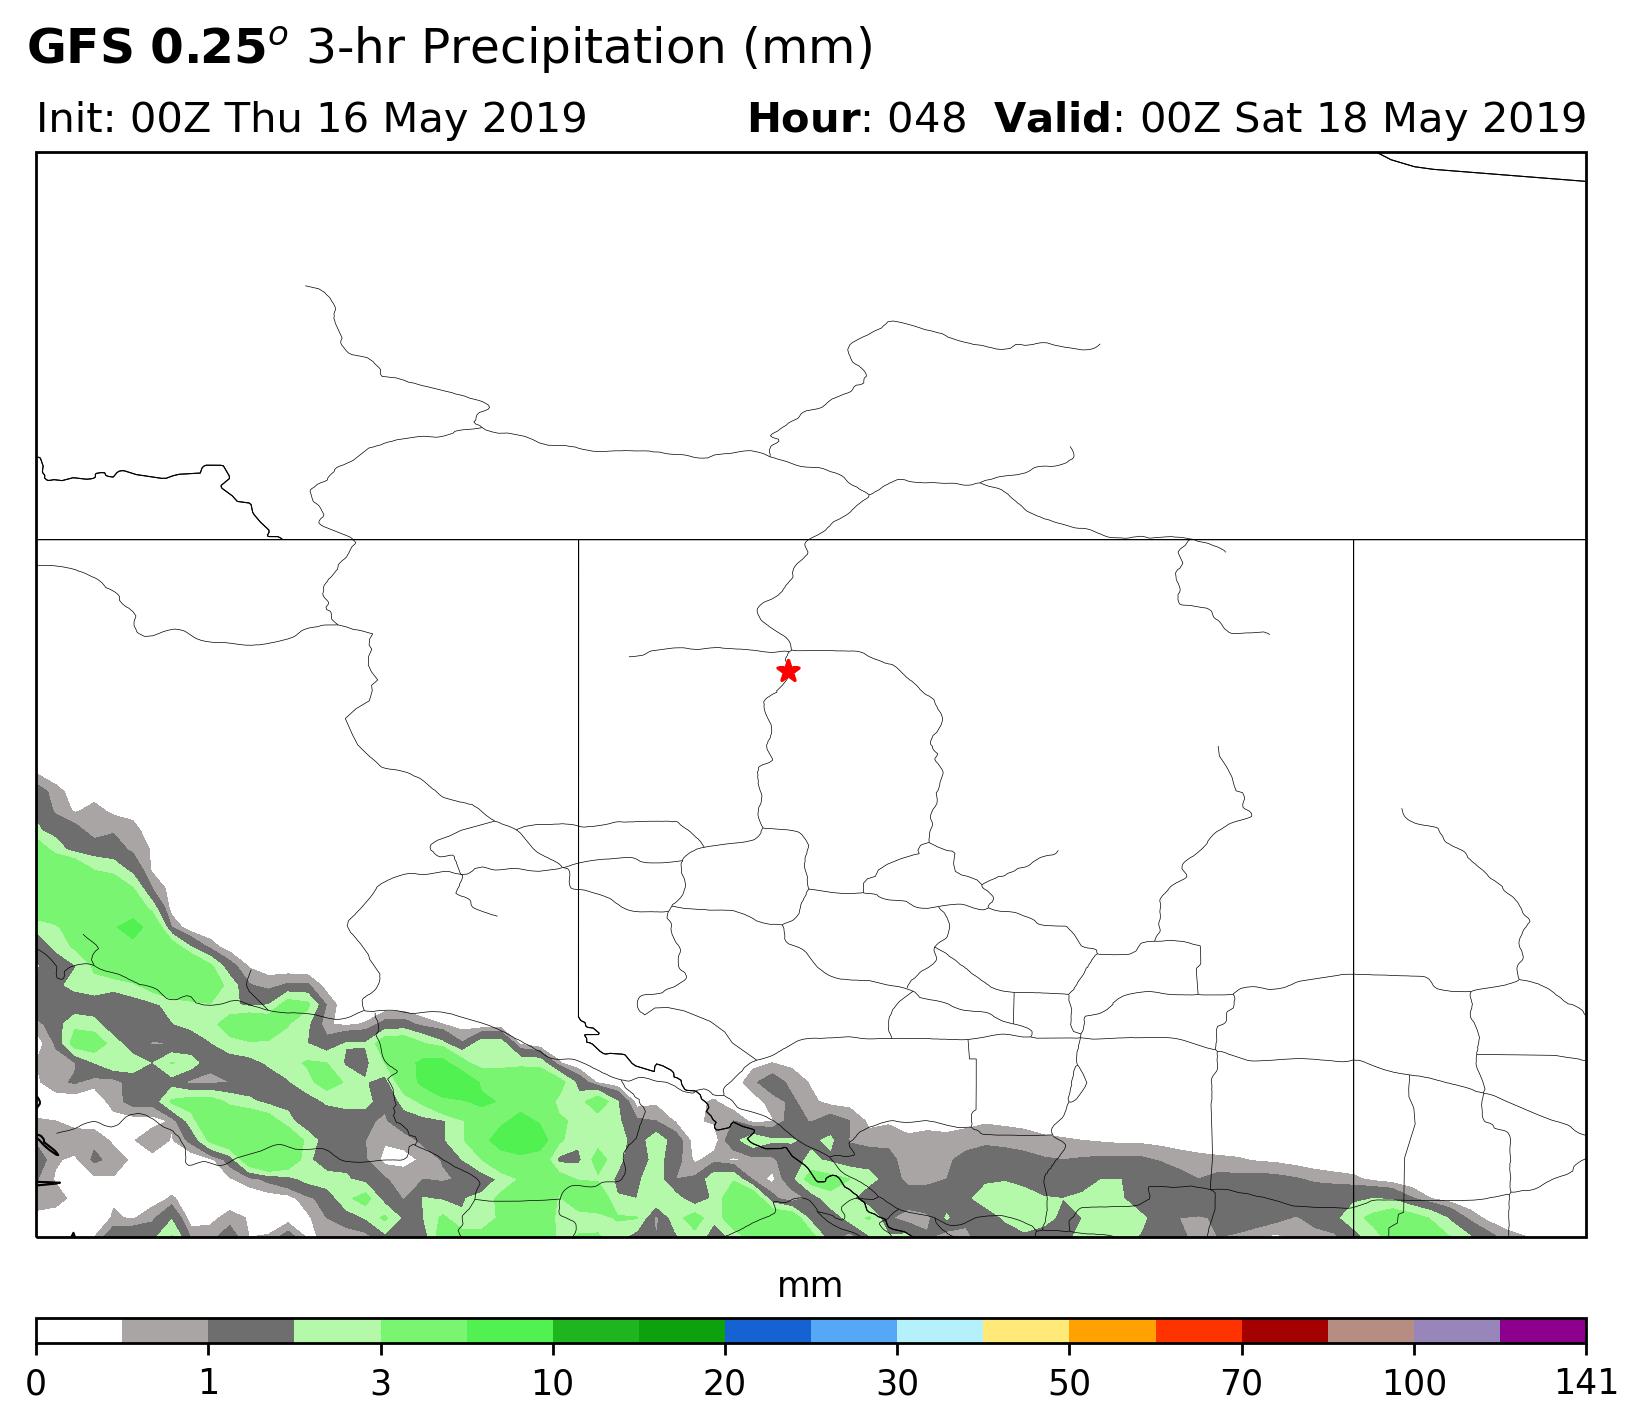 GFS 0.25° 3-hr Precipitation (mm)
Init: 00Z Thu 16 May 2019 Hour: 048 Valid: 00Z Sat 18 May 2019
mm
0 1 3 10 20 30 50 70 100 141